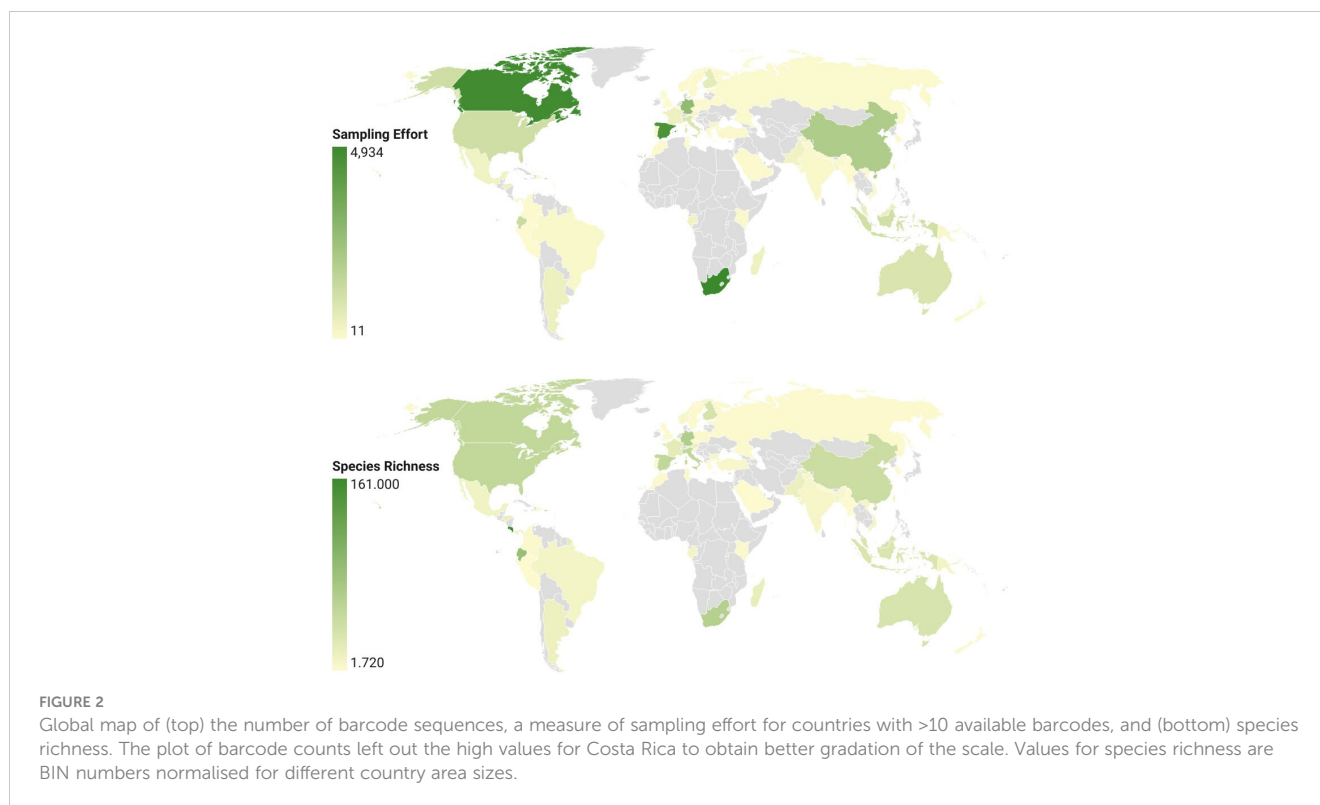 Sampling Effort
4,934
11
Species Richness
161.000
1.720
FIGURE 2
Global map of (top) the number of barcode sequences, a measure of sampling effort for countries with >10 available barcodes, and (bottom) species
richness. The plot of barcode counts left out the high values for Costa Rica to obtain better gradation of the scale. Values for species richness are
BIN numbers normalised for different country area sizes.